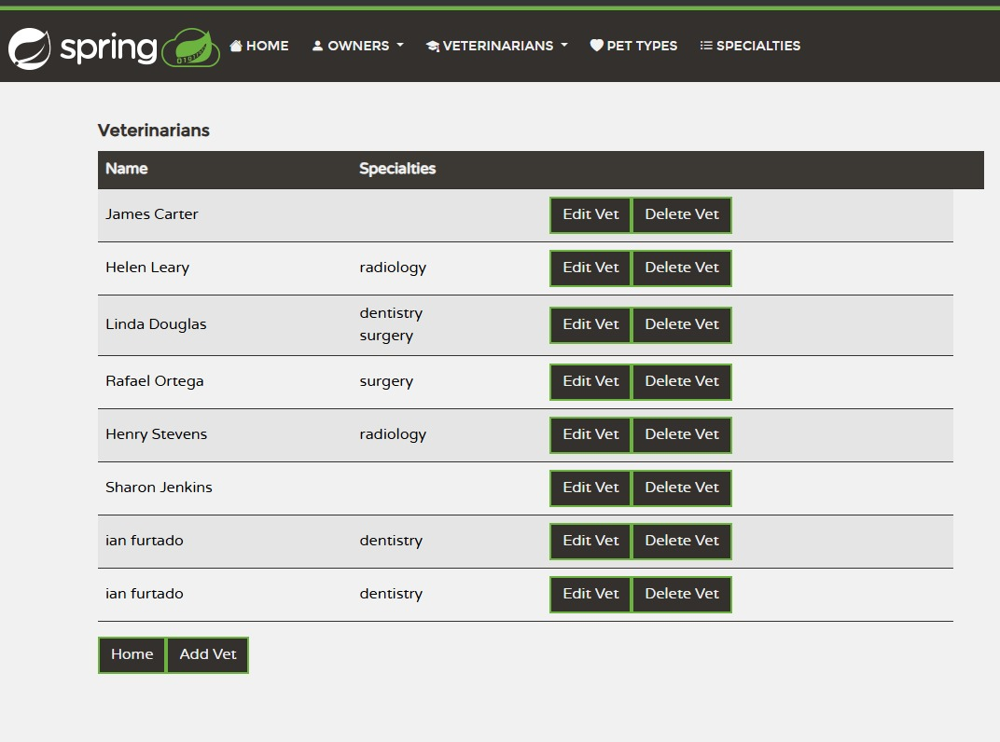 spring HOME OWNERS VETERINARIANS PET TYPES SPECIALTIES
Veterinarians
Name Specialties
James Carter Edit Vet Delete Vet
Helen Leary radiology Edit Vet Delete Vet
Linda Douglas dentistry surgery Edit Vet Delete Vet
Rafael Ortega surgery Edit Vet Delete Vet
Henry Stevens radiology Edit Vet Delete Vet
Sharon Jenkins Edit Vet Delete Vet
ian furtado dentistry Edit Vet Delete Vet
ian furtado dentistry Edit Vet Delete Vet
Home Add Vet